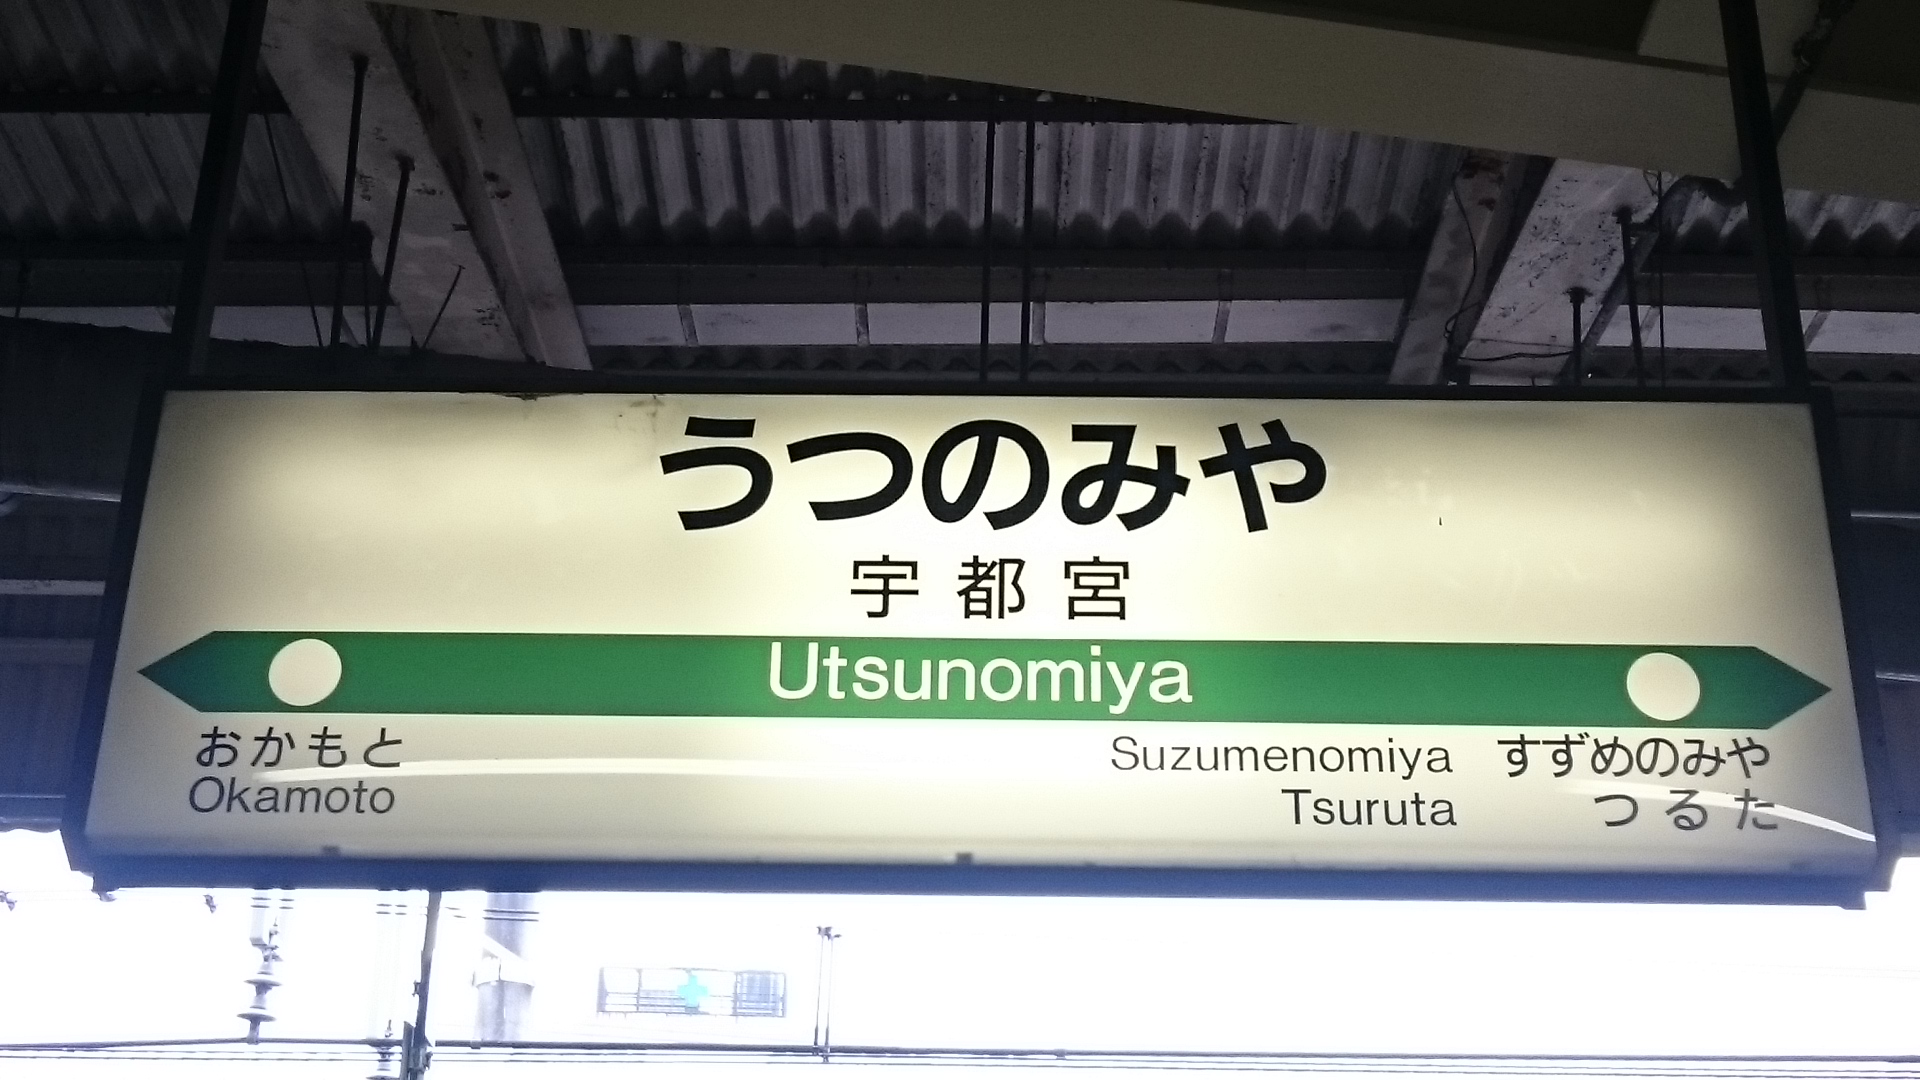 うつのみや
宇都宮
Utsunomiya
おかもと
Okamoto
Suzumenomiya すずめのみや
Tsuruta つるた